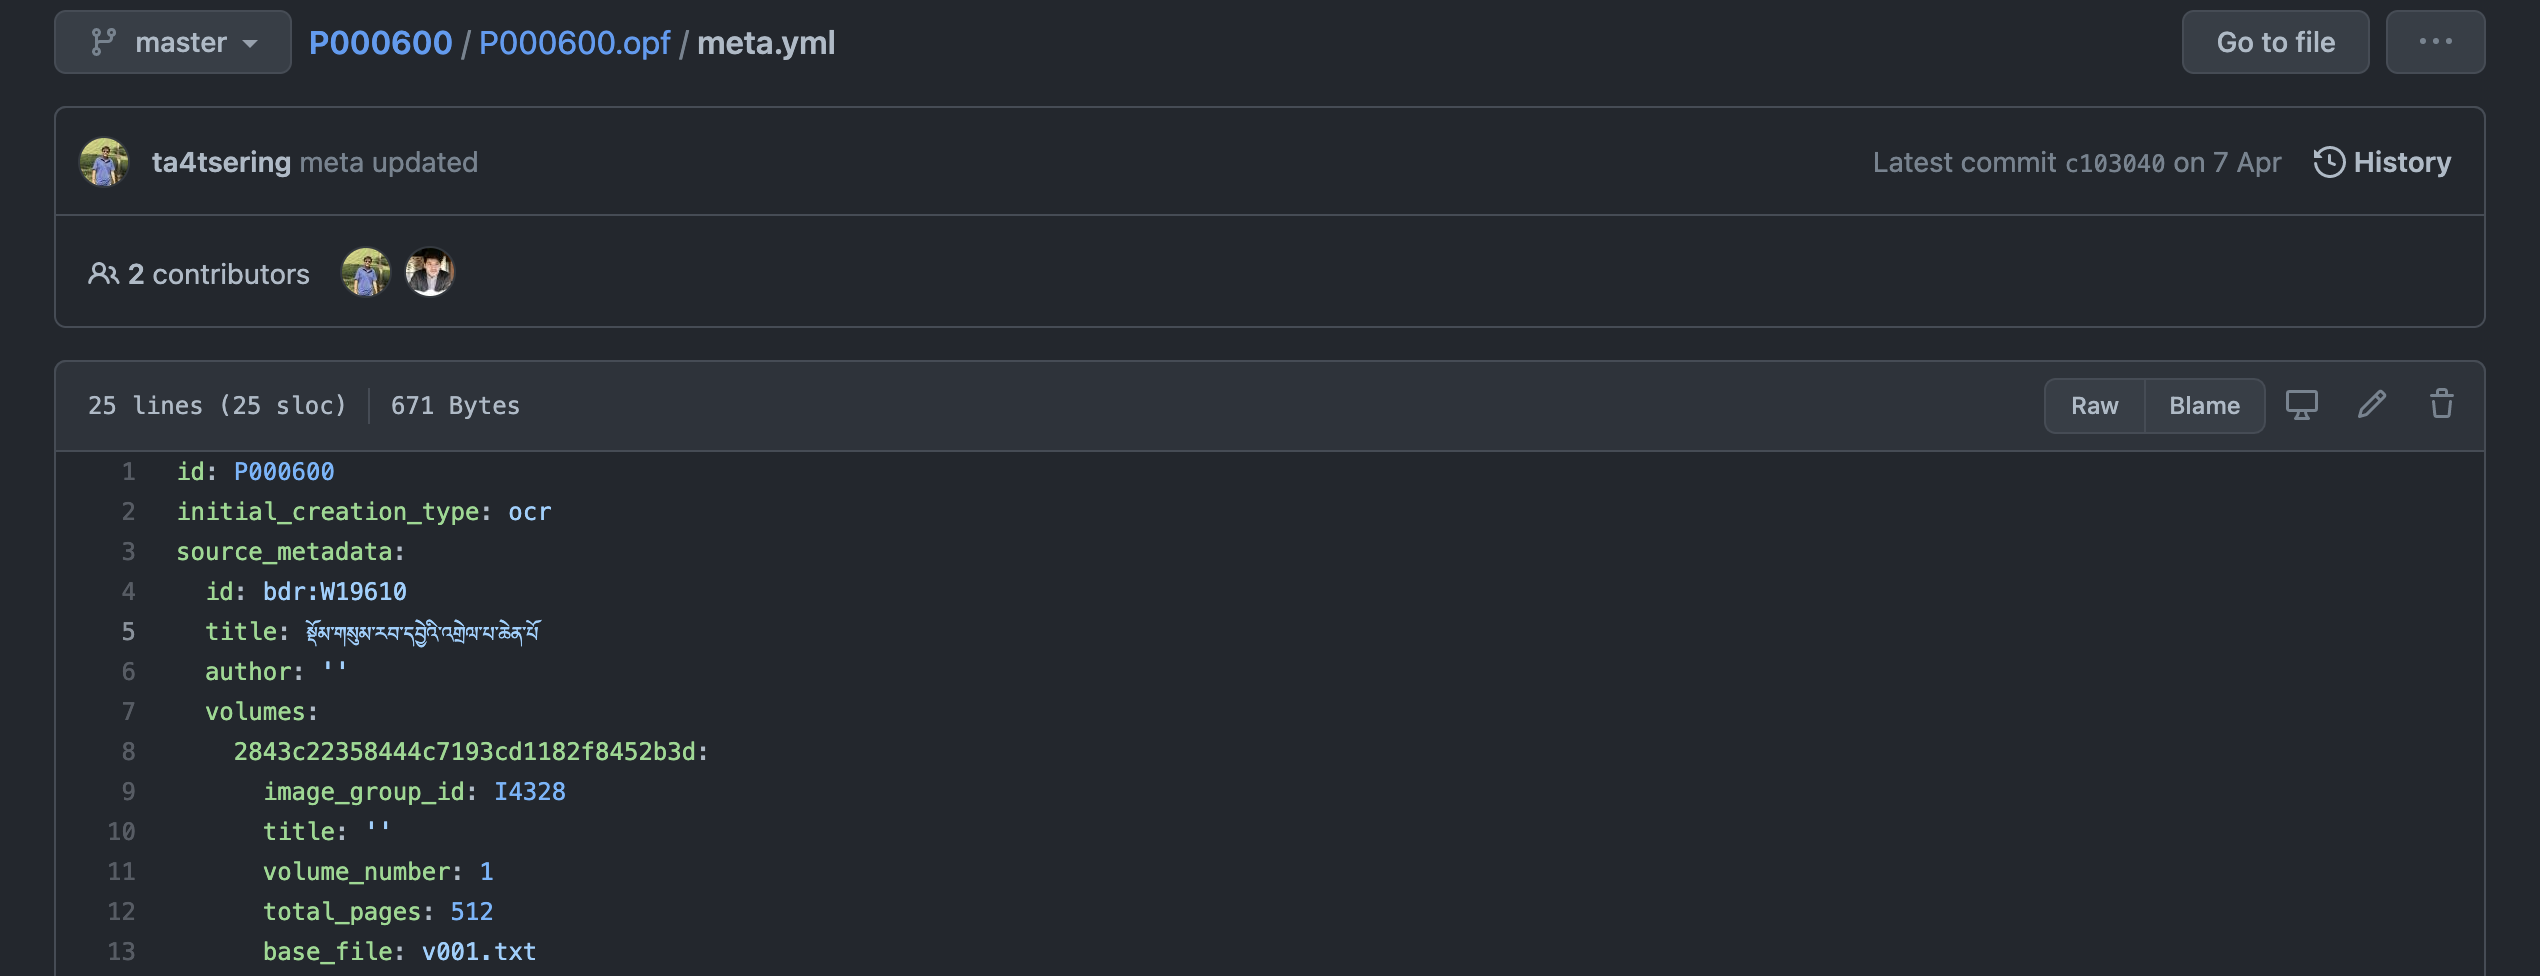 master P000600 / P000600.opf / meta.yml Go to file ···
ta4tsering meta updated Latest commit c103040 on 7 Apr History
2 contributors
25 lines (25 sloc) 671 Bytes Raw Blame
1 id: P000600
2 initial_creation_type: ocr
3 source_metadata:
4 id: bdr:W19610
5 title: སྡོམ་གསུམ་རབ་དབྱེའི་འགྲེལ་པ་ཆེན་པོ
6 author: ''
7 volumes:
8 2843c22358444c7193cd1182f8452b3d:
9 image_group_id: I4328
10 title: ''
11 volume_number: 1
12 total_pages: 512
13 base_file: v001.txt